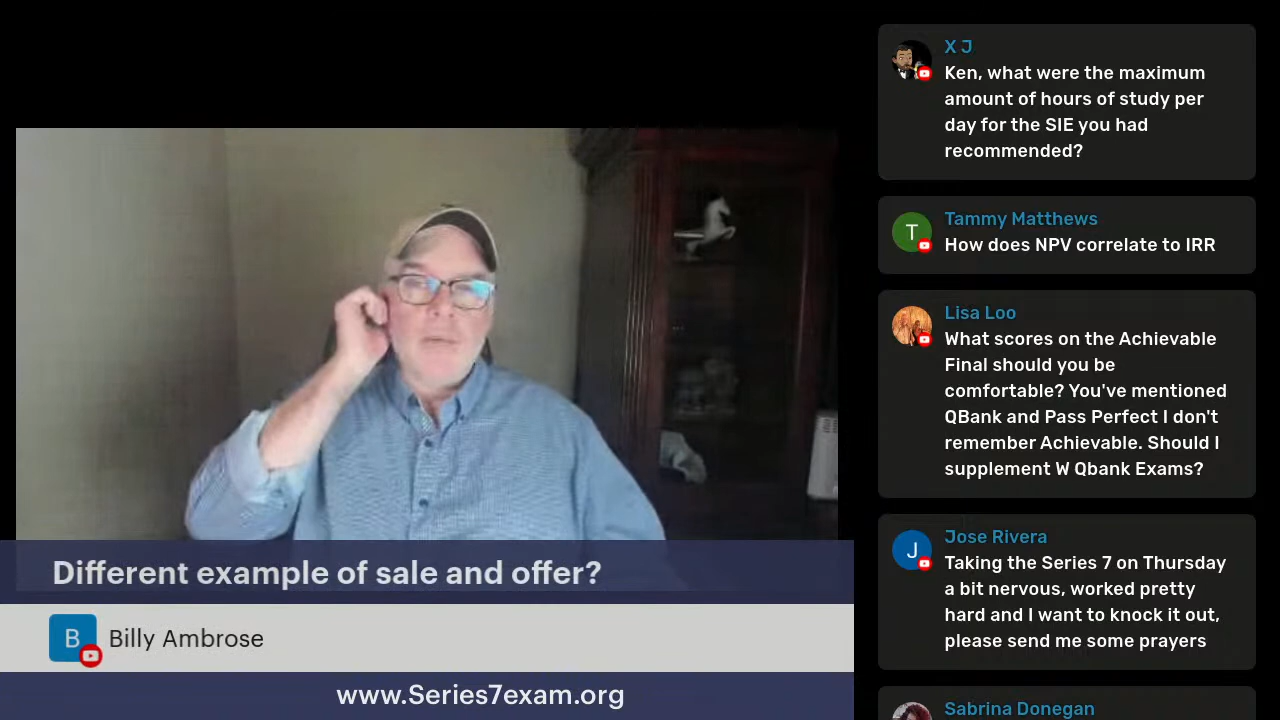 X J
Ken, what were the maximum
amount of hours of study per
day for the SIE you had
recommended?
T
Tammy Matthews
How does NPV correlate to IRR
Lisa Loo
What scores on the Achievable
Final should you be
comfortable? You've mentioned
QBank and Pass Perfect I don't
remember Achievable. Should I
supplement W Qbank Exams?
J
Jose Rivera
Taking the Series 7 on Thursday
a bit nervous, worked pretty
hard and I want to knock it out,
please send me some prayers
Sabrina Donegan
Different example of sale and offer?
B
Billy Ambrose
www.Series7exam.org